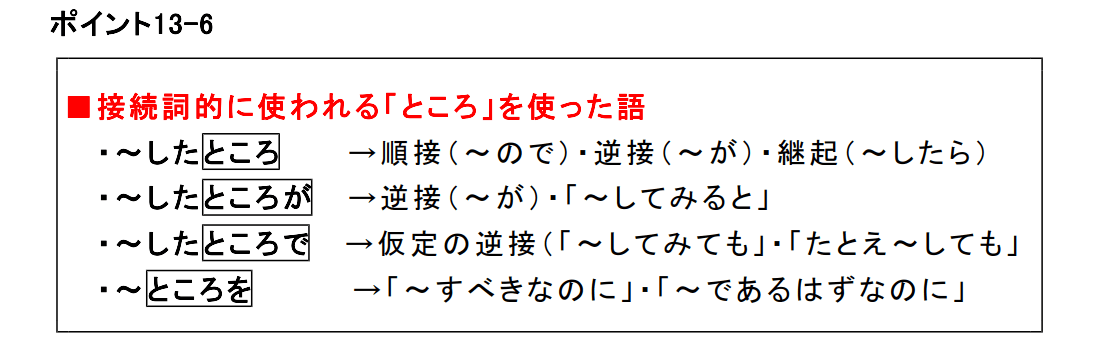 ポイント13-6
■接続詞的に使われる「ところ」を使った語
・～したところ →順接(～ので)・逆接(～が)・継起(～したら)
・～したところが →逆接(～が)・「～してみると」
・～したところで →仮定の逆接(「～してみても」・「たとえ～しても」
・～ところを →「～すべきなのに」・「～であるはずなのに」